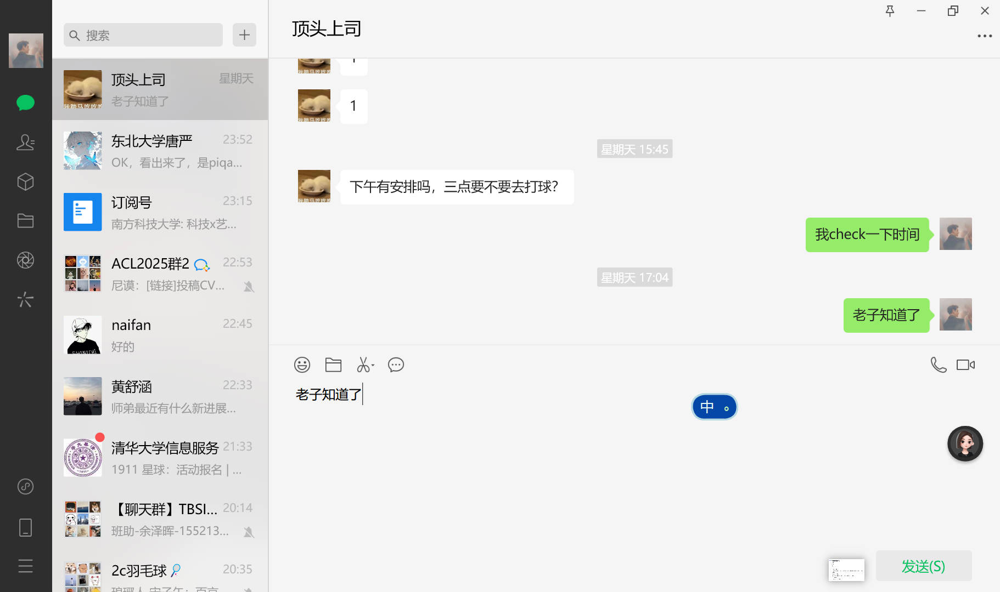 搜索
顶头上司
星期天
老子知道了
东北大学唐严
23:52
OK，看出来了，是piqa...
订阅号
23:15
南方科技大学: 科技x艺...
ACL2025群2
22:53
尼谟：[链接]投稿CV...
naifan
22:45
好的
黄舒涵
22:33
师弟最近有什么新进展...
清华大学信息服务
21:33
1911 星球：活动报名 | ...
【聊天群】TBSI...
20:14
班助-余泽晖-155213...
2c羽毛球
20:35
顶头上司
1
1
星期天 15:45
下午有安排吗，三点要不要去打球？
我check一下时间
星期天 17:04
老子知道了
老子知道了
中 。
发送(S)